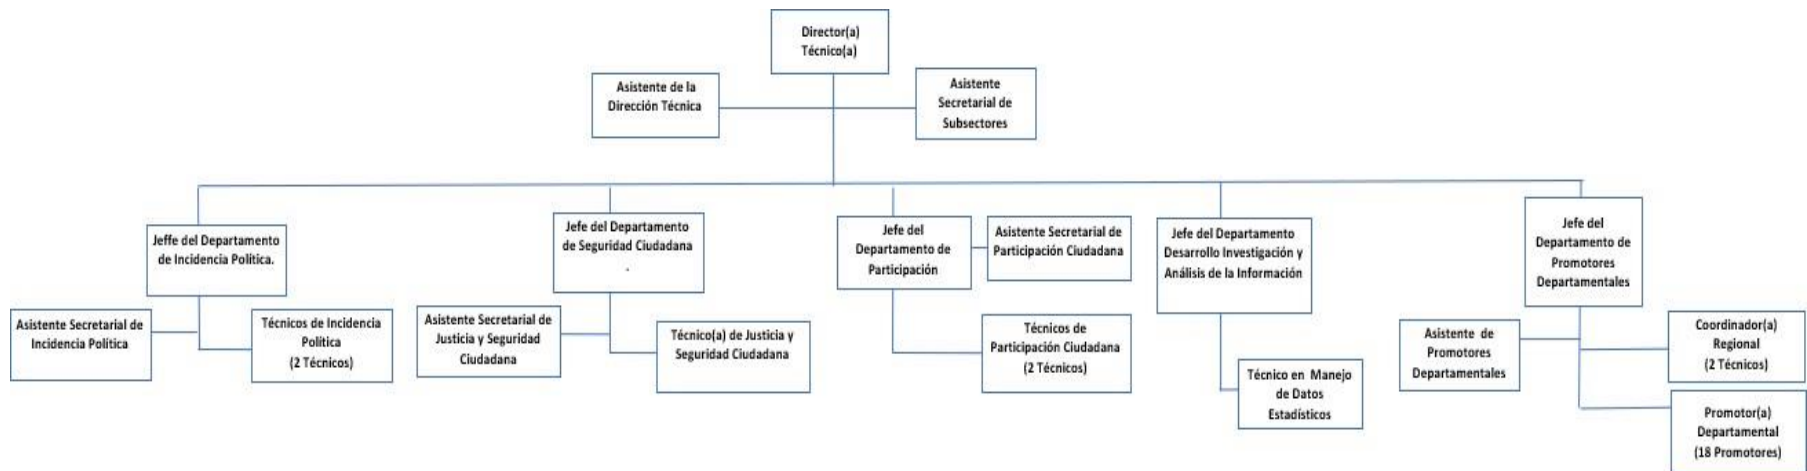 Director(a)
Técnico(a)
Asistente de la
Dirección Técnica
Asistente
Secretarial de
Subsectores
Jeffe del Departamento
de Incidencia Política.
Asistente Secretarial de
Incidencia Política
Técnicos de Incidencia
Política
(2 Técnicos)
Jefe del Departamento
de Seguridad Ciudadana
.
Asistente Secretarial de
Justicia y Seguridad
Ciudadana
Técnico(a) de Justicia y
Seguridad Ciudadana
Jefe del
Departamento de
Participación
Asistente Secretarial de
Participación Ciudadana
Técnicos de
Participación Ciudadana
(2 Técnicos)
Jefe del Departamento
Desarrollo Investigación y
Análisis de la Información
Técnico en Manejo
de Datos
Estadísticos
Jefe del
Departamento de
Promotores
Departamentales
Asistente de
Promotores
Departamentales
Coordinador(a)
Regional
(2 Técnicos)
Promotor(a)
Departamental
(18 Promotores)